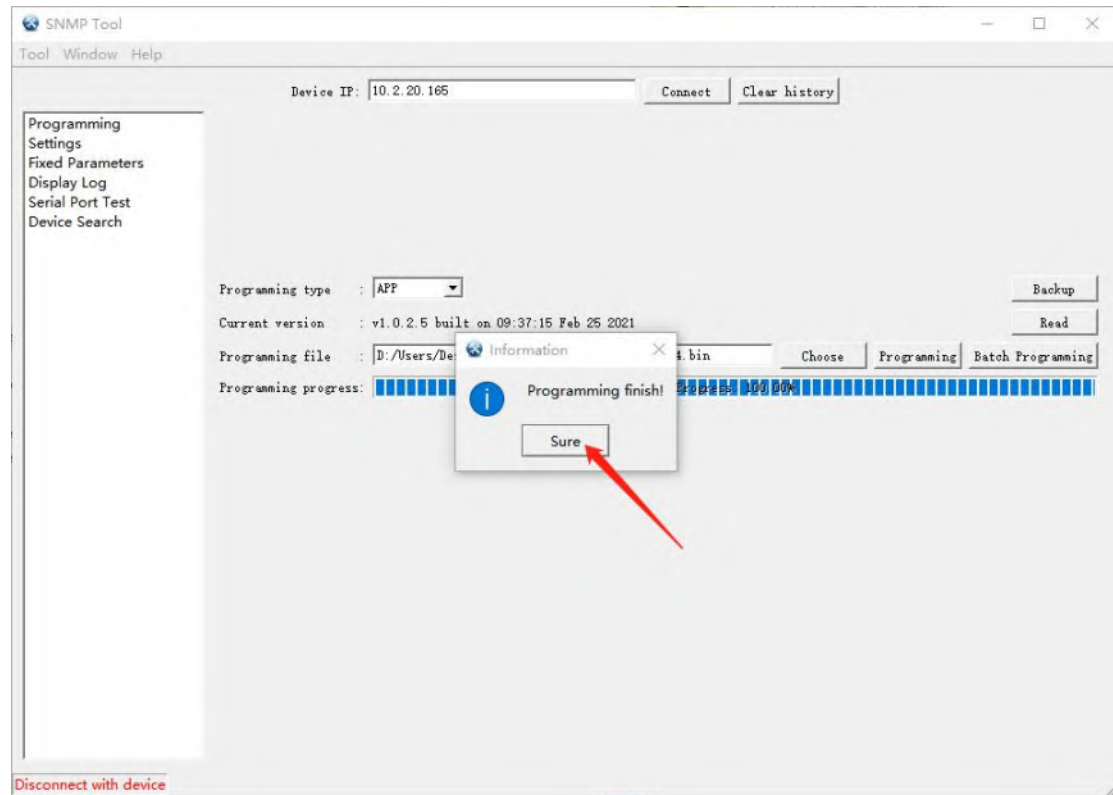 SNMP Tool
Tool Window Help
Device IP: 10.2.20.165 Connect Clear history
Programming
Settings
Fixed Parameters
Display Log
Serial Port Test
Device Search
Programming type : APP Backup
Current version : v1.0.2.5 built on 09:37:15 Feb 25 2021 Read
Programming file : D:/Users/De 4.bin Choose Programming Batch Programming
Programming progress: Progress: 100.00%
Information
Programming finish!
Sure
Disconnect with device